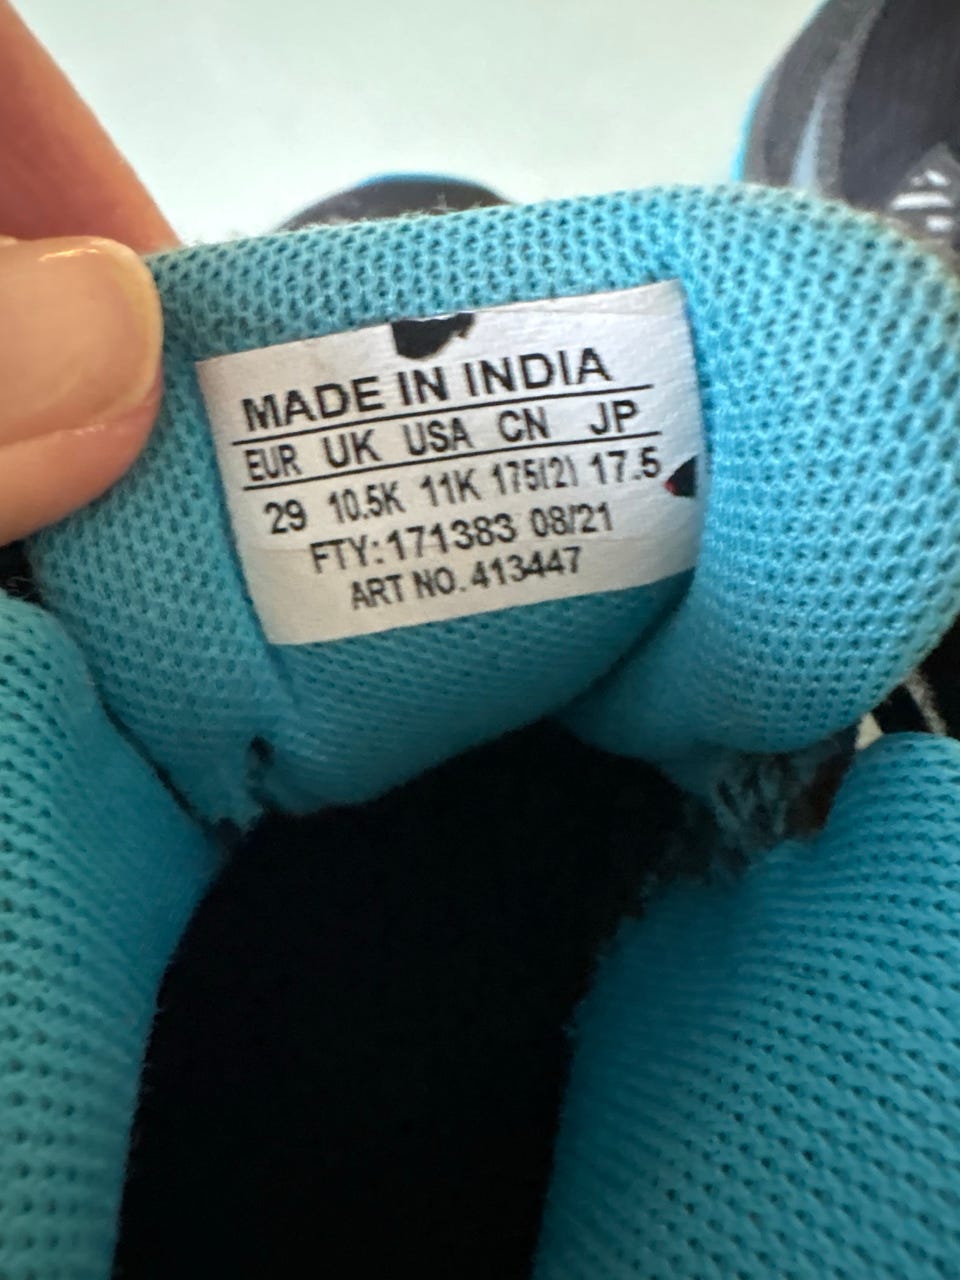 MADE IN INDIA
EUR UK USA CN JP
29 10.5K 11K 175(2) 17.5
FTY:171383 08/21
ART NO. 413447